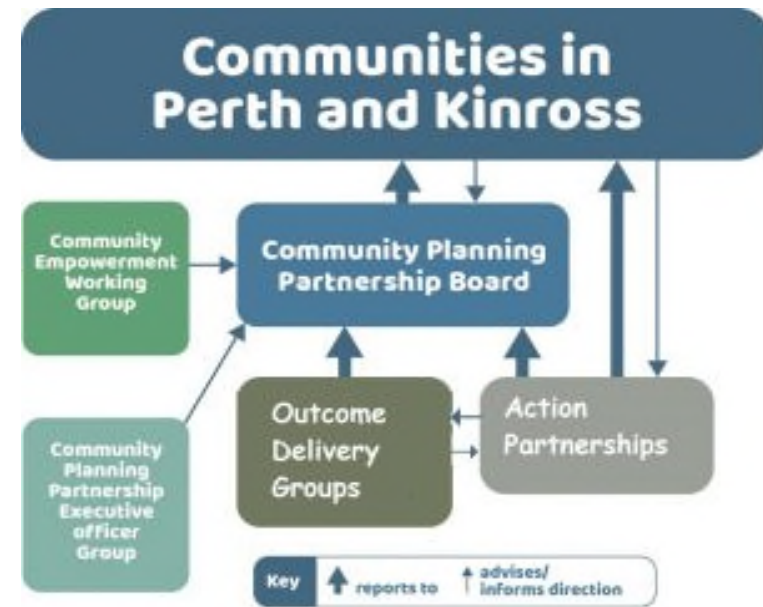 Communities in
Perth and Kinross
Community
Empowerment
Working
Group
Community Planning
Partnership Board
Outcome
Delivery
Groups
Action
Partnerships
Community
Planning
Partnership
Executive
officer
Group
Key
reports to
advises/
informs direction